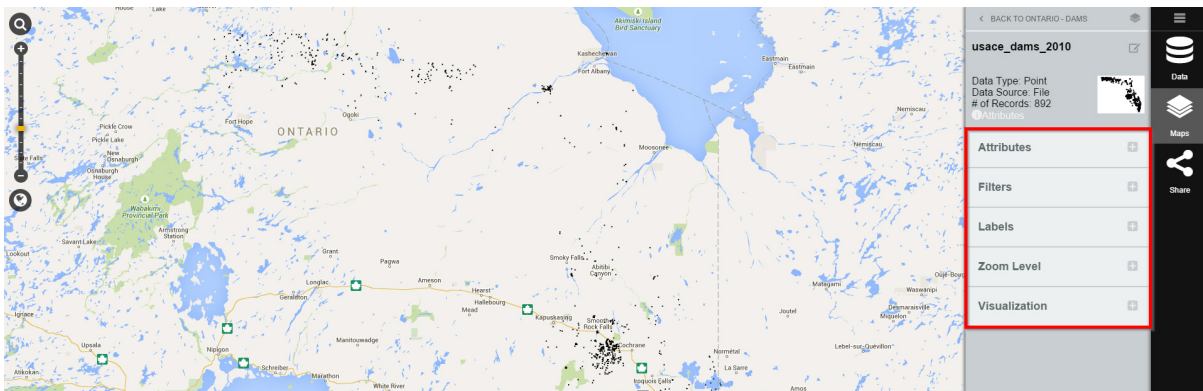 House
Lake
Akimiski Island
Bird Sanctuary
Kashechewan
Fort Albany
Eastmain
Eastmain
Nemiscau
Nemiscau
Pickle Crow
Pickle Lake
New
Osnaburgh
Osnaburgh
House
Fort Hope
Ogoki
ONTARIO
Moosonee
Wabakimi
Provincial Park
Armstrong
Station
Savant Lake
Lookout
Grant
Pagwa
Smoky Falls
Abitibi
Canyon
Longlac
Geraldton
Arneson
Hearst
Hallebourg
Mead
Kapuskasing
Smooth
Rock Falls
Cochrane
Matagami
Waswanipi
Desmaraisville
Miquelon
Joutel
Ignace
Upsala
Nipigon
Manitouwadge
Schreiber
Marathon
White River
Atikokan
Normétal
La Sarre
Lebel-sur-Quévillon
Iroquois Falls
Amos
< BACK TO ONTARIO - DAMS
usace_dams_2010
Data Type: Point
Data Source: File
# of Records: 892
Attributes
Attributes
Filters
Labels
Zoom Level
Visualization
Data
Maps
Share